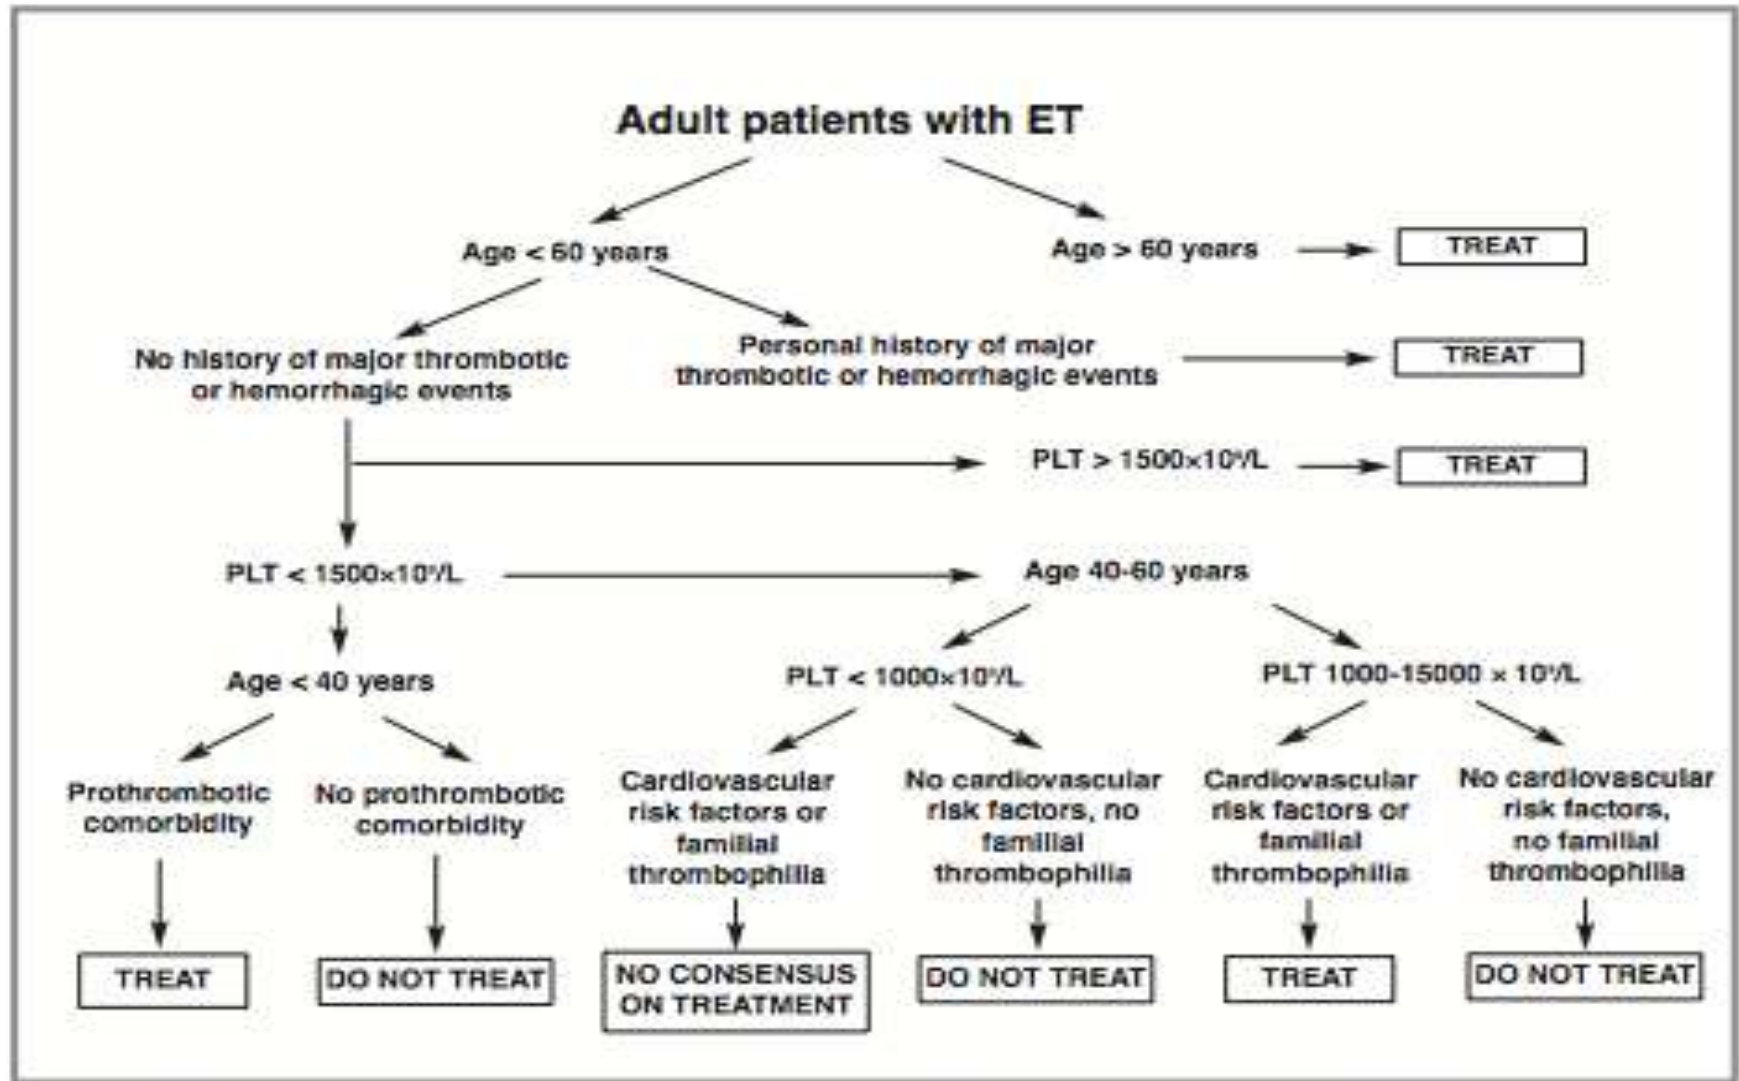 Adult patients with ET
Age < 60 years
Age > 60 years
TREAT
No history of major thrombotic
or hemorrhagic events
Personal history of major
thrombotic or hemorrhagic events
TREAT
PLT > 1500×10⁹/L
TREAT
PLT < 1500×10⁹/L
Age 40-60 years
Age < 40 years
PLT < 1000×10⁹/L
PLT 1000-15000 × 10⁹/L
Prothrombotic
comorbidity
No prothrombotic
comorbidity
Cardiovascular
risk factors or
familial
thrombophilia
No cardiovascular
risk factors, no
familial
thrombophilia
Cardiovascular
risk factors or
familial
thrombophilia
No cardiovascular
risk factors,
no familial
thrombophilia
TREAT
DO NOT TREAT
NO CONSENSUS
ON TREATMENT
DO NOT TREAT
TREAT
DO NOT TREAT